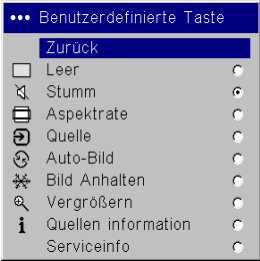 ••• Benutzerdefinierte Taste
Zurück
Leer
Stumm
Aspektrate
Quelle
Auto-Bild
Bild Anhalten
Vergrößern
Quellen information
Serviceinfo